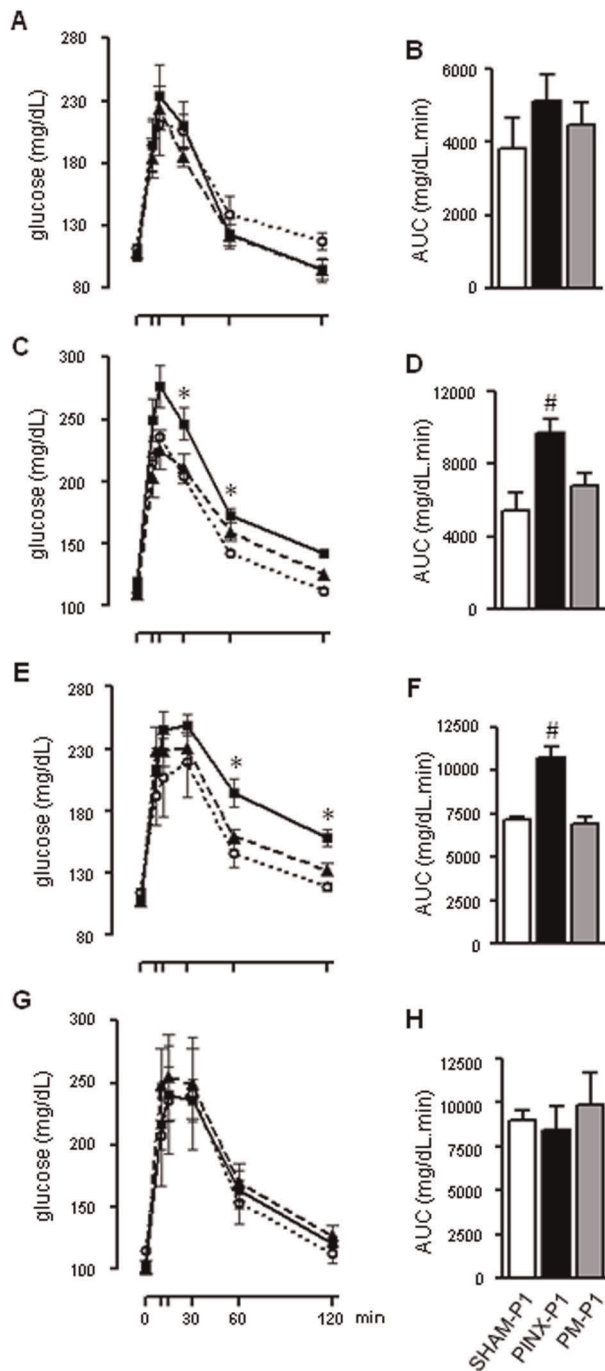 A
glucose (mg/dL)
280
230
180
130
80
B
AUC (mg/dL.min)
6000
4000
2000
0
C
glucose (mg/dL)
300
250
200
150
100
*
*
D
AUC (mg/dL.min)
12000
8000
4000
0
#
E
glucose (mg/dL)
280
230
180
130
80
*
*
F
AUC (mg/dL.min)
12500
10000
7500
5000
2500
0
#
G
glucose (mg/dL)
300
250
200
150
100
0
30
60
120
min
H
AUC (mg/dL.min)
12500
10000
7500
5000
2500
0
SHAM-P1
PINX-P1
PM-P1